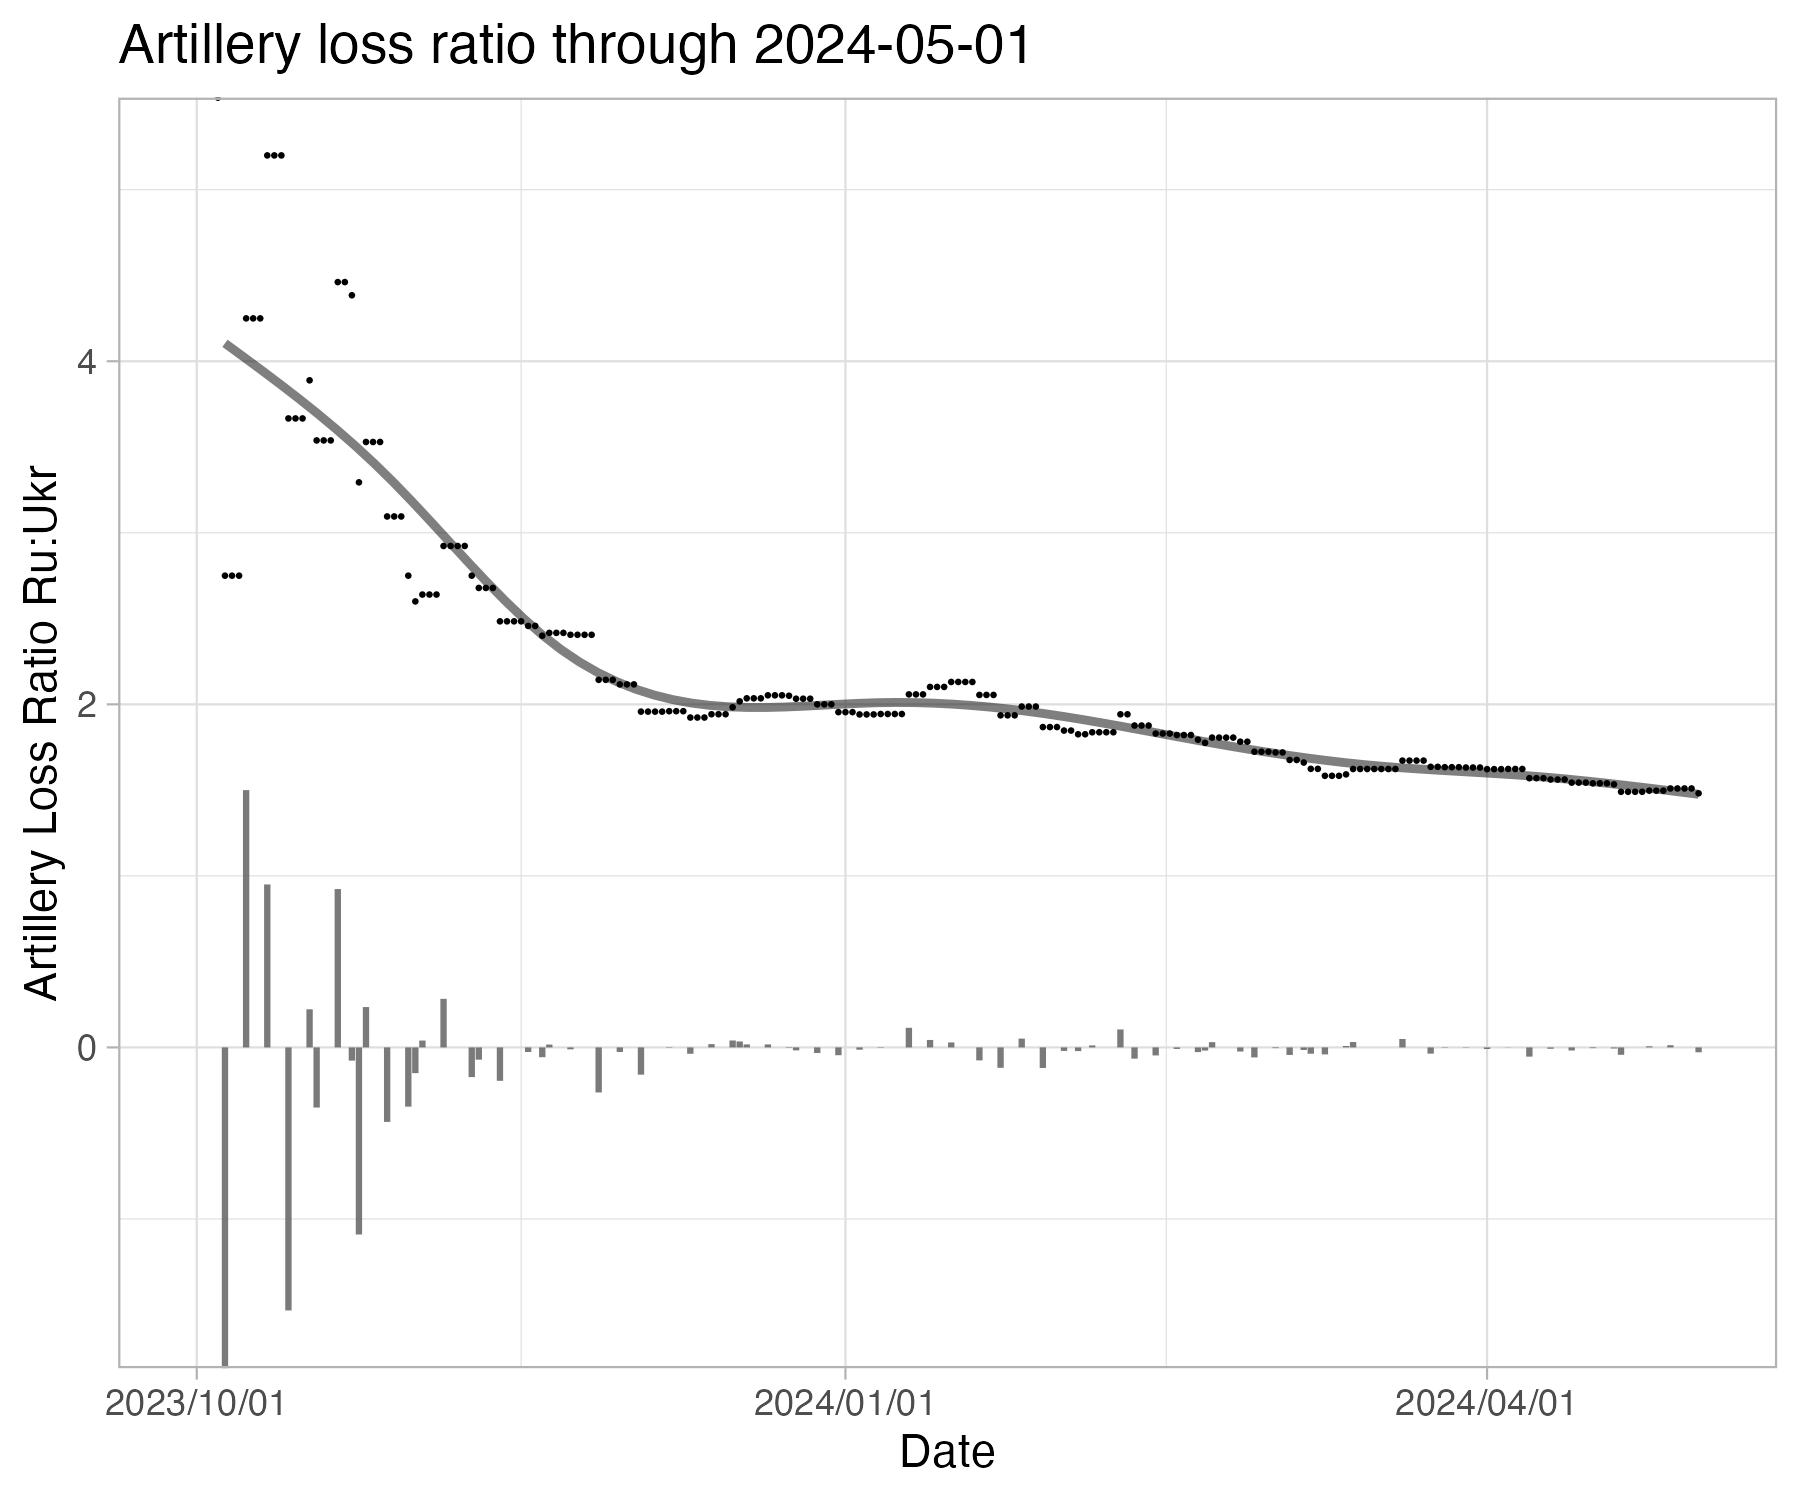 Artillery loss ratio through 2024-05-01
Artillery Loss Ratio Ru:Ukr
4
2
0
2023/10/01
2024/01/01
2024/04/01
Date